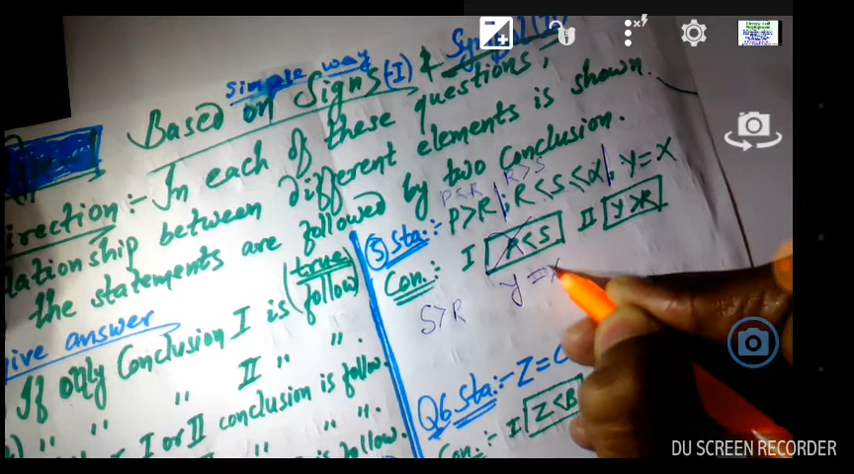 simple way
Based on Signs (-I) &
Direction:- In each of these questions,
relationship between different elements is shown.
the statements are followed by two Conclusion.
P≤R R>S
⑤ Sta:- P>R, R<S≤α, Y=X
Con:- I P<S II Y>R
S>R Y=X
Give answer
If only Conclusion I is (true follow)
" II " "
I or II conclusion is follow.
" " " is follow.
Q6 Sta:- Z=
Con:- I Z<B
DU SCREEN RECORDER